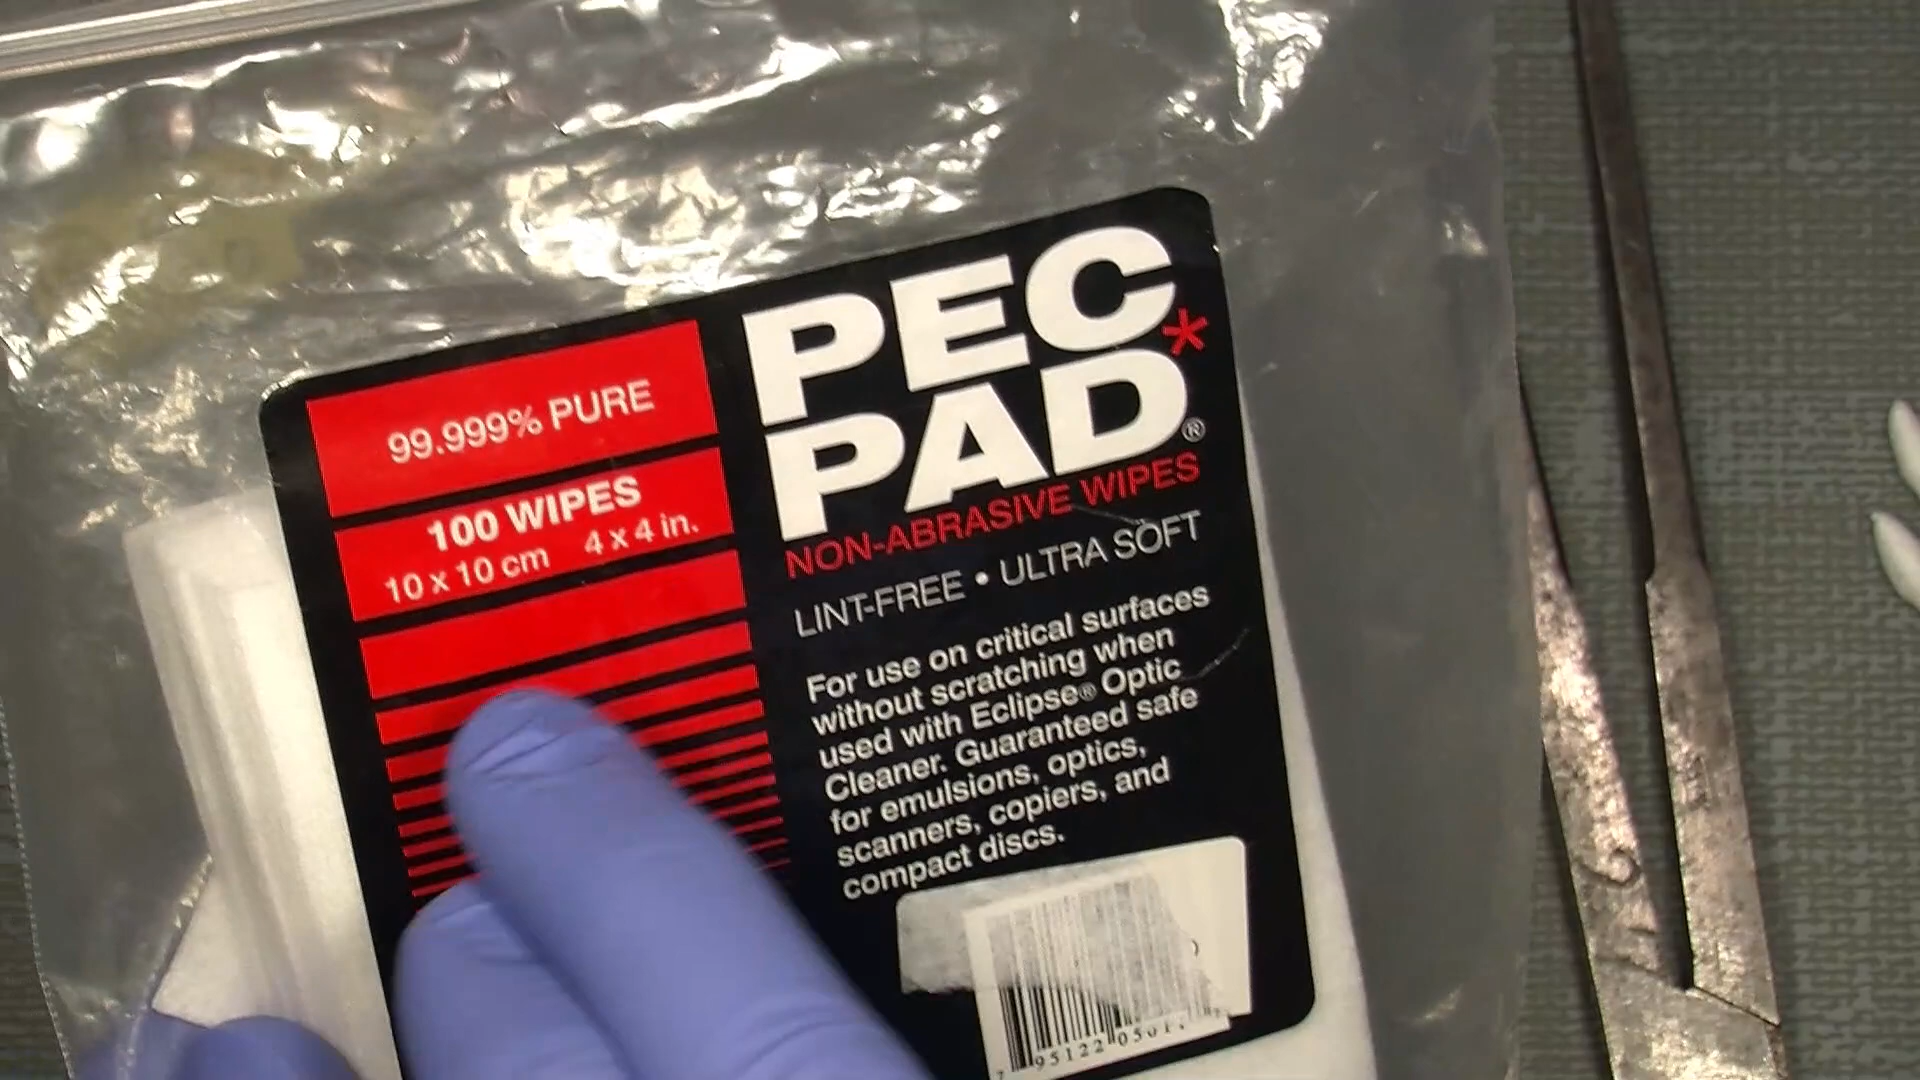 99.999% PURE
100 WIPES
10 x 10 cm 4 x 4 in.
PEC
PAD*®
NON-ABRASIVE WIPES
LINT-FREE • ULTRA SOFT
For use on critical surfaces
without scratching when
used with Eclipse® Optic
Cleaner. Guaranteed safe
for emulsions, optics,
scanners, copiers, and
compact discs.